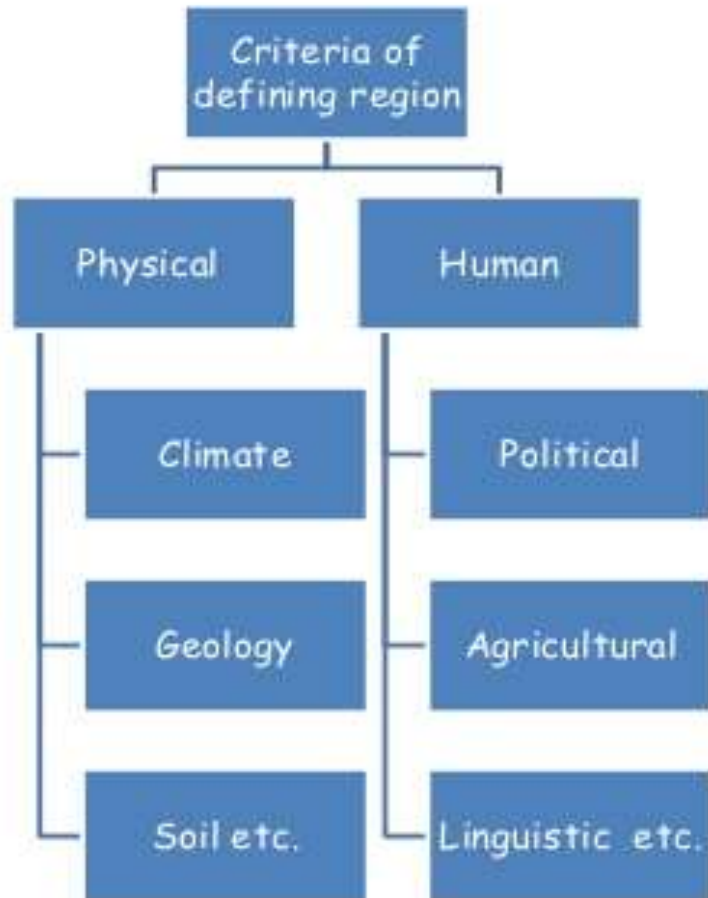 Criteria of
defining region
Physical
Human
Climate
Political
Geology
Agricultural
Soil etc.
Linguistic etc.